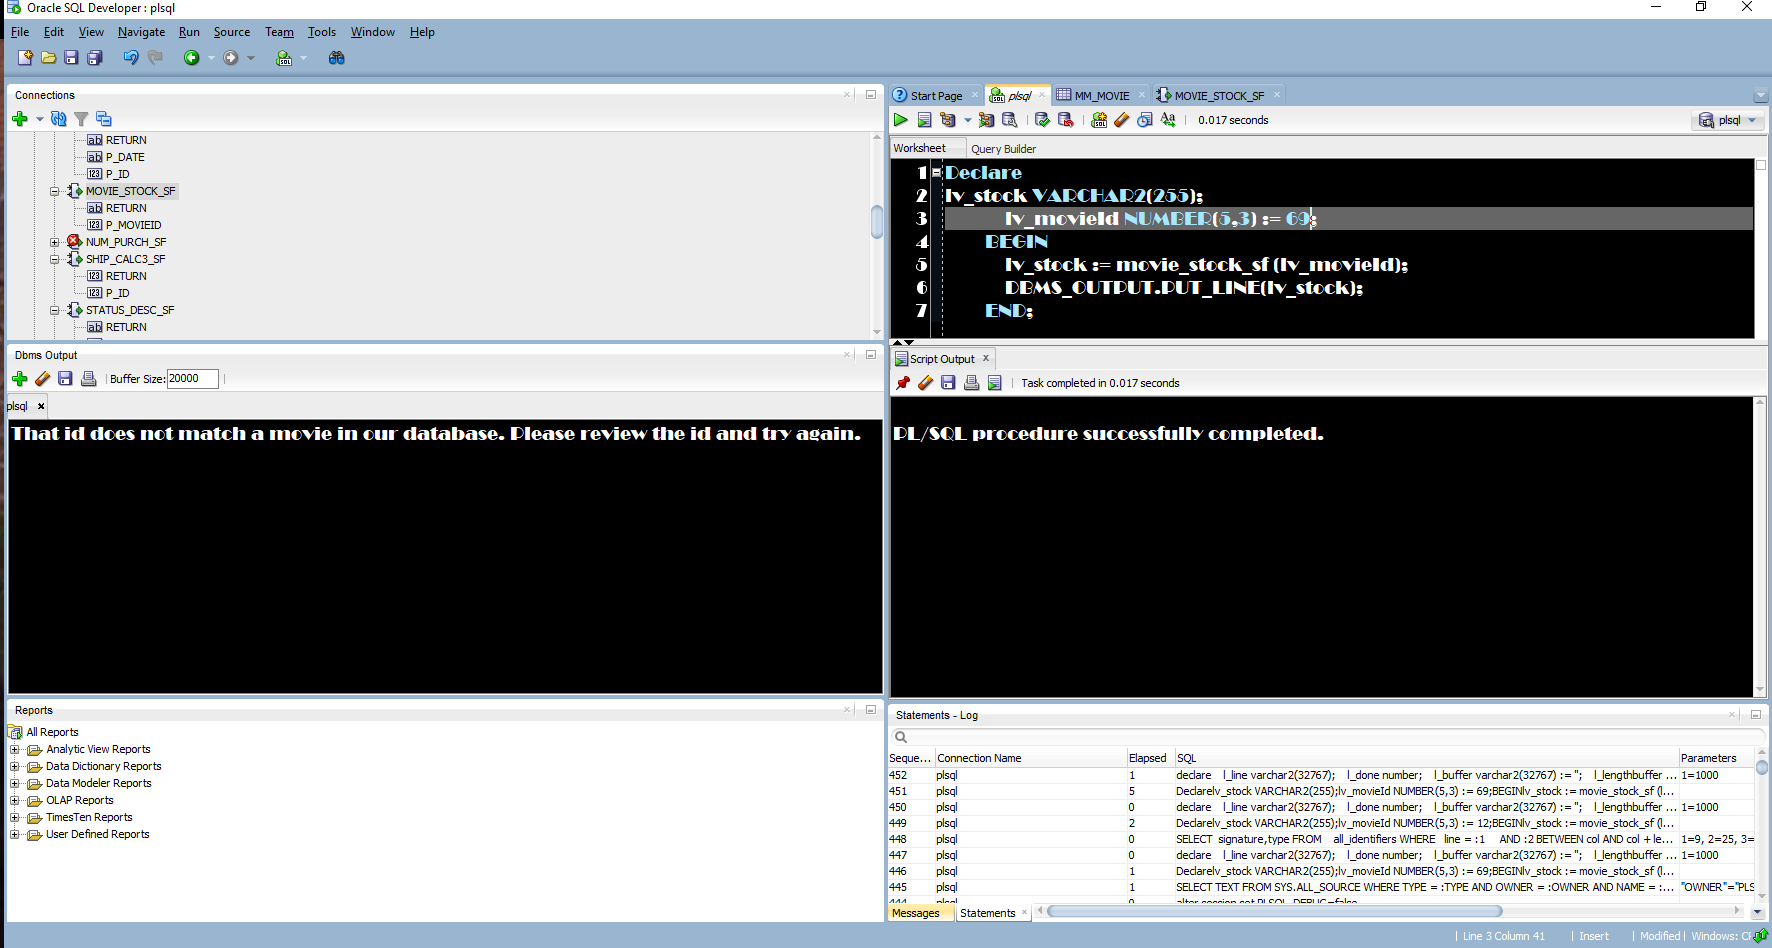 Oracle SQL Developer : plsql
File Edit View Navigate Run Source Team Tools Window Help
Connections
RETURN
P_DATE
P_ID
MOVIE_STOCK_SF
RETURN
P_MOVIEID
NUM_PURCH_SF
SHIP_CALC3_SF
RETURN
P_ID
STATUS_DESC_SF
RETURN
Dbms Output
Buffer Size: 20000
plsql
That id does not match a movie in our database. Please review the id and try again.
Reports
All Reports
Analytic View Reports
Data Dictionary Reports
Data Modeler Reports
OLAP Reports
TimesTen Reports
User Defined Reports
Start Page plsql MM_MOVIE MOVIE_STOCK_SF
0.017 seconds plsql
Worksheet Query Builder
1 Declare
2 lv_stock VARCHAR2(255);
3 lv_movieId NUMBER(5,3) := 69;
4 BEGIN
5 lv_stock := movie_stock_sf (lv_movieId);
6 DBMS_OUTPUT.PUT_LINE(lv_stock);
7 END;
Script Output
Task completed in 0.017 seconds
PL/SQL procedure successfully completed.
Statements - Log
Seque... Connection Name Elapsed SQL Parameters
452 plsql 1 declare l_line varchar2(32767); l_done number; l_buffer varchar2(32767) := ''; l_lengthbuffer ... 1=1000
451 plsql 5 Declarelv_stock VARCHAR2(255);lv_movieId NUMBER(5,3) := 69;BEGINlv_stock := movie_stock_sf (l...
450 plsql 0 declare l_line varchar2(32767); l_done number; l_buffer varchar2(32767) := ''; l_lengthbuffer ... 1=1000
449 plsql 2 Declarelv_stock VARCHAR2(255);lv_movieId NUMBER(5,3) := 12;BEGINlv_stock := movie_stock_sf (l...
448 plsql 0 SELECT signature,type FROM all_identifiers WHERE line = :1 AND :2 BETWEEN col AND col + le... 1=9, 2=25, 3=
447 plsql 0 declare l_line varchar2(32767); l_done number; l_buffer varchar2(32767) := ''; l_lengthbuffer ... 1=1000
446 plsql 1 Declarelv_stock VARCHAR2(255);lv_movieId NUMBER(5,3) := 69;BEGINlv_stock := movie_stock_sf (l...
445 plsql 1 SELECT TEXT FROM SYS.ALL_SOURCE WHERE TYPE = :TYPE AND OWNER = :OWNER AND NAME = :... "OWNER"="PLS
444 plsql 0 alter session set PLSQL_DEBUG=false
Messages Statements
Line 3 Column 41 Insert Modified Windows: C